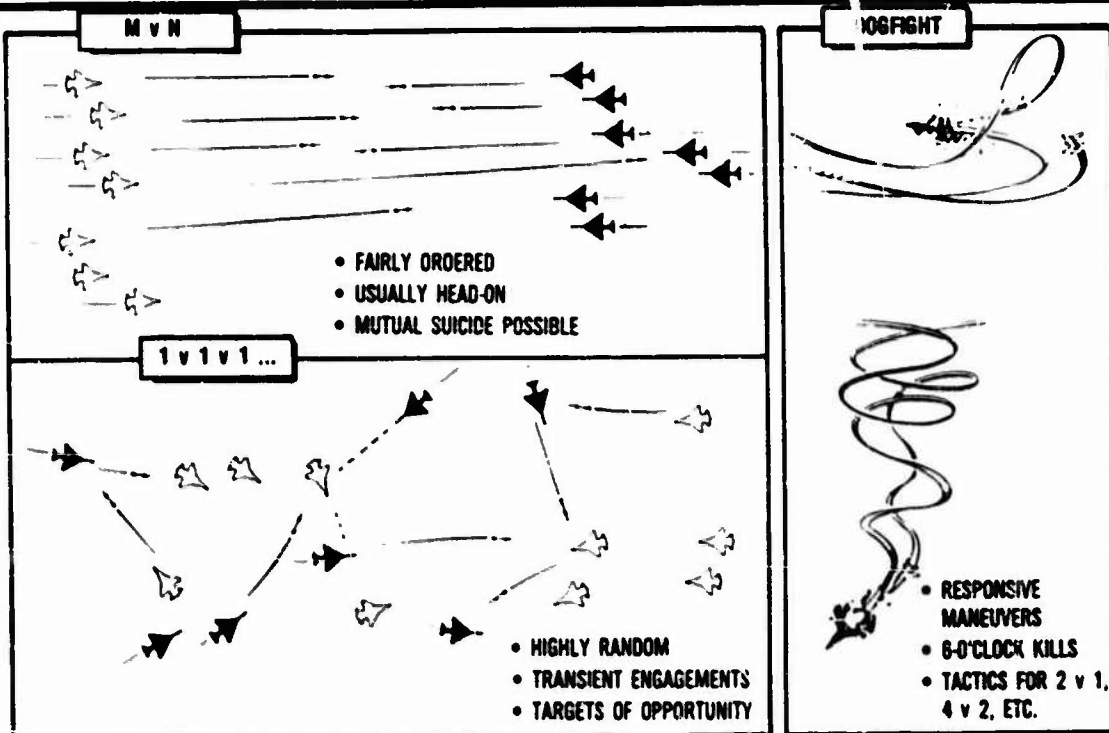 M v N
DOGFIGHT
• FAIRLY ORDERED
• USUALLY HEAD-ON
• MUTUAL SUICIDE POSSIBLE
1 v 1 v 1 ...
• HIGHLY RANDOM
• TRANSIENT ENGAGEMENTS
• TARGETS OF OPPORTUNITY
• RESPONSIVE
MANEUVERS
• 6-O'CLOCK KILLS
• TACTICS FOR 2 v 1,
4 v 2, ETC.